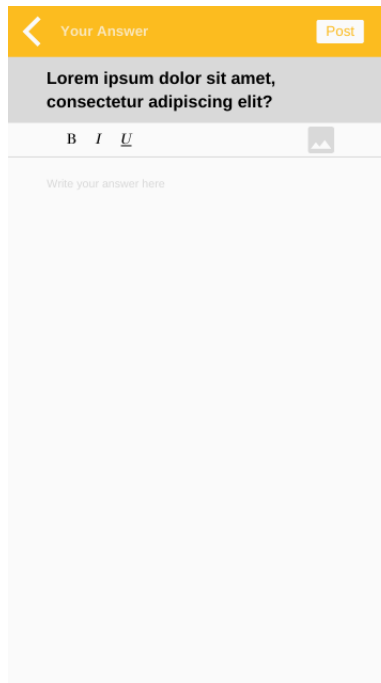 Your Answer
Post
Lorem ipsum dolor sit amet,
consectetur adipiscing elit?
B I U
Write your answer here